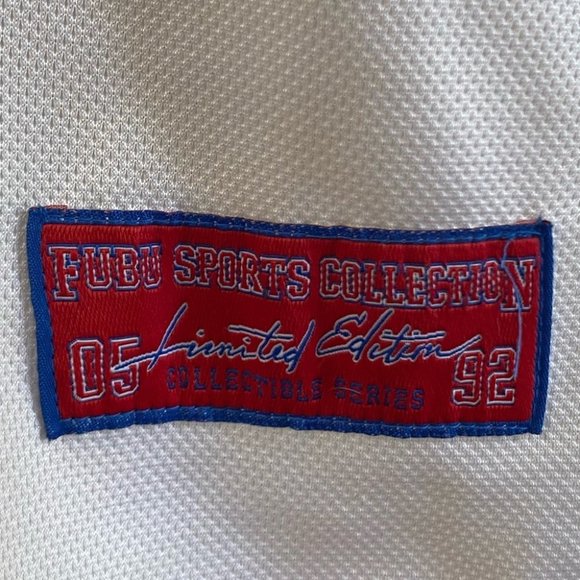 FUBU SPORTS COLLECTION
05 Limited Edition 92
COLLECTIBLE SERIES